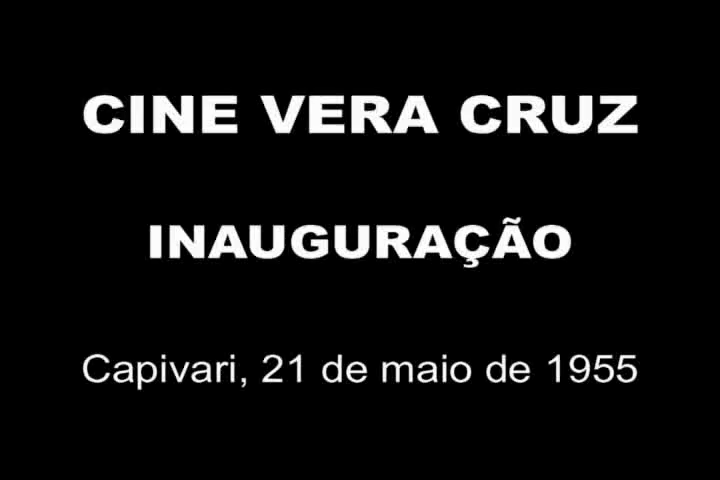 CINE VERA CRUZ
INAUGURAÇÃO
Capivari, 21 de maio de 1955